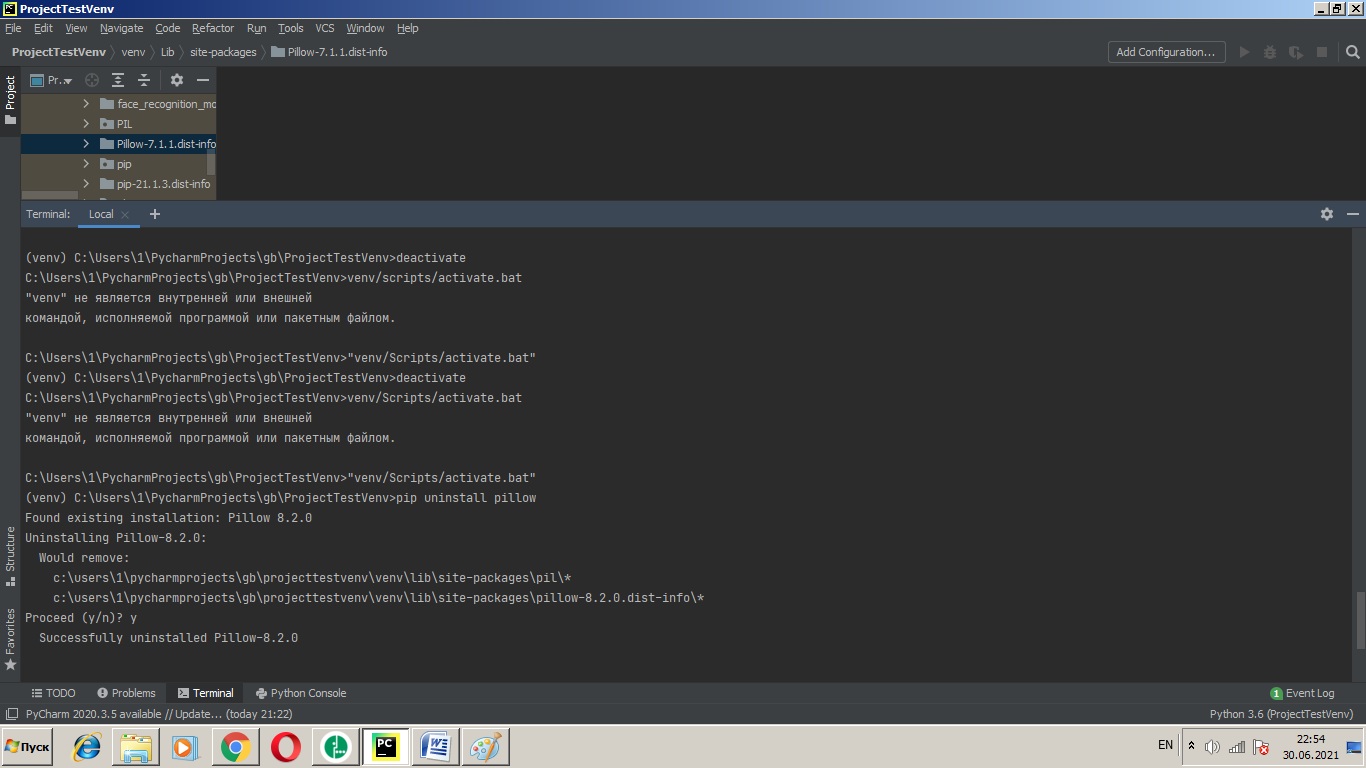 ProjectTestVenv
File Edit View Navigate Code Refactor Run Tools VCS Window Help
ProjectTestVenv venv Lib site-packages Pillow-7.1.1.dist-info Add Configuration...
Project
Pr..
face_recognition_mo
PIL
Pillow-7.1.1.dist-info
pip
pip-21.1.3.dist-info
Terminal: Local
(venv) C:\Users\1\PycharmProjects\gb\ProjectTestVenv>deactivate
C:\Users\1\PycharmProjects\gb\ProjectTestVenv>venv/scripts/activate.bat
"venv" не является внутренней или внешней
командой, исполняемой программой или пакетным файлом.
C:\Users\1\PycharmProjects\gb\ProjectTestVenv>"venv/Scripts/activate.bat"
(venv) C:\Users\1\PycharmProjects\gb\ProjectTestVenv>deactivate
C:\Users\1\PycharmProjects\gb\ProjectTestVenv>venv/Scripts/activate.bat
"venv" не является внутренней или внешней
командой, исполняемой программой или пакетным файлом.
C:\Users\1\PycharmProjects\gb\ProjectTestVenv>"venv/Scripts/activate.bat"
(venv) C:\Users\1\PycharmProjects\gb\ProjectTestVenv>pip uninstall pillow
Found existing installation: Pillow 8.2.0
Uninstalling Pillow-8.2.0:
Would remove:
c:\users\1\pycharmprojects\gb\projecttestvenv\venv\lib\site-packages\pil\*
c:\users\1\pycharmprojects\gb\projecttestvenv\venv\lib\site-packages\pillow-8.2.0.dist-info\*
Proceed (y/n)? y
Successfully uninstalled Pillow-8.2.0
Structure
Favorites
TODO Problems Terminal Python Console 1 Event Log
PyCharm 2020.3.5 available // Update... (today 21:22) Python 3.6 (ProjectTestVenv)
Пуск PC W EN 22:54
30.06.2021